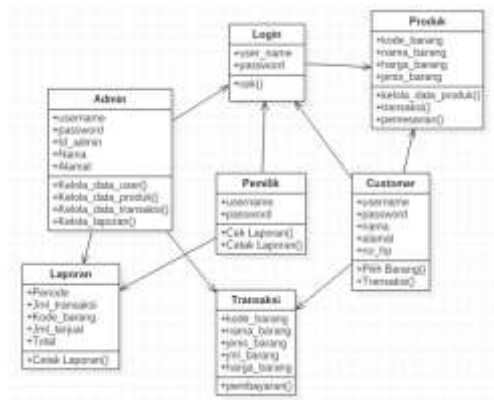 Login
+user_name
+password
+cek()
Produk
+kode_barang
+nama_barang
+harga_barang
+jenis_barang
+kelola_data_produk()
+transaksi()
+pemesanan()
Admin
+username
+password
+Id_admin
+Nama
+Alamat
+Kelola_data_user()
+Kelola_data_produk()
+Kelola_data_transaksi()
+Kelola_laporan()
Pemilik
+username
+password
+Cek Laporan()
+Cetak Laporan()
Customer
+username
+password
+nama
+alamat
+no_hp
+Pilih Barang()
+Transaksi()
Laporan
+Periode
+Jml_transaksi
+Kode_barang
+Jml_terjual
+Total
+Cetak Laporan()
Transaksi
+kode_barang
+nama_barang
+jenis_barang
+jml_barang
+harga_barang
+pembayaran()